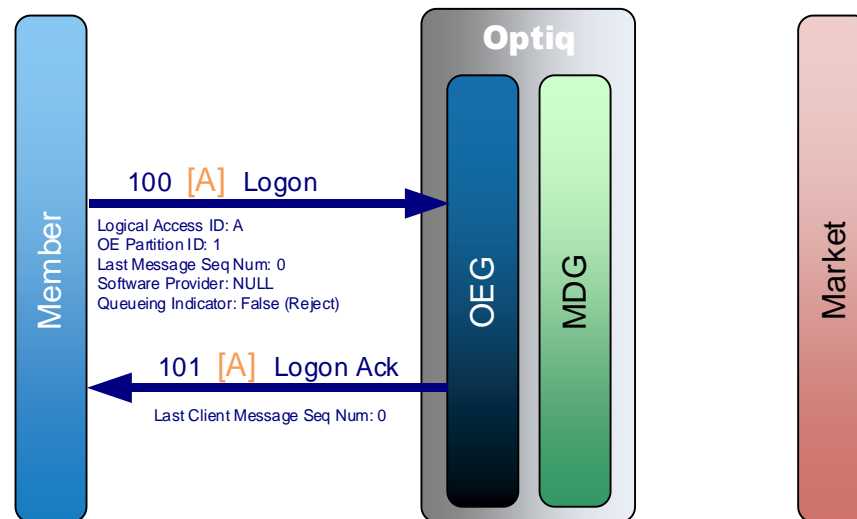 Optiq
100 [A] Logon
Logical Access ID: A
OE Partition ID: 1
Last Message Seq Num: 0
Software Provider: NULL
Queueing Indicator: False (Reject)
Member
OEG
MDG
Market
101 [A] Logon Ack
Last Client Message Seq Num: 0